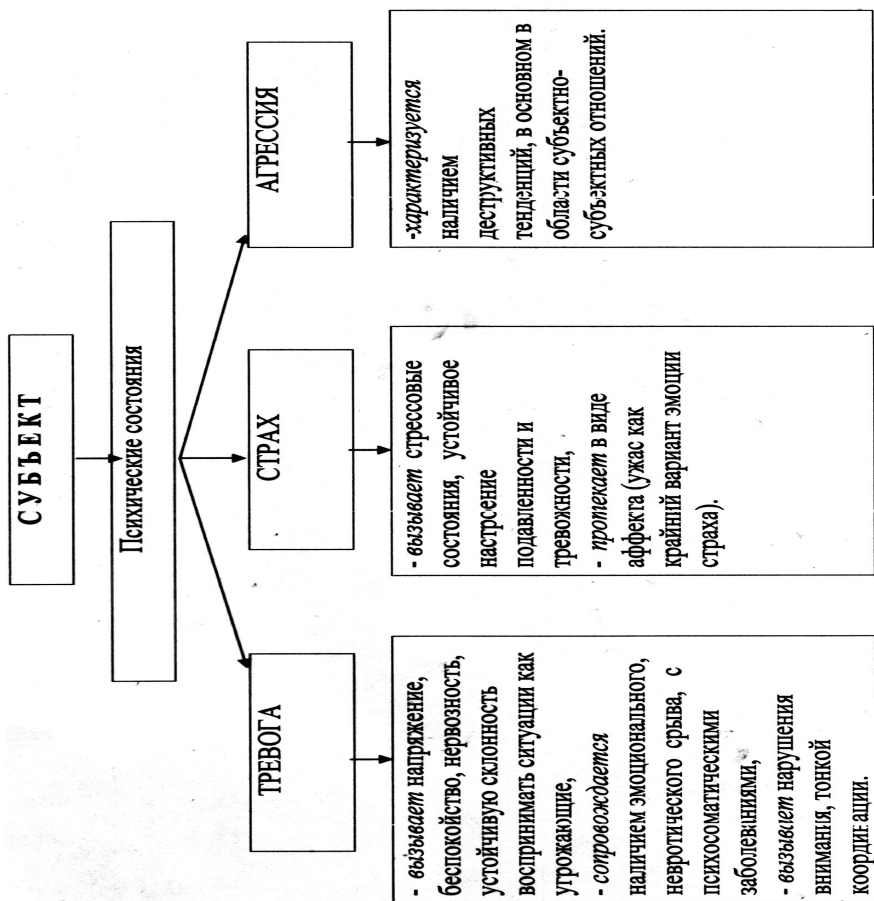 СУБЪЕКТ
Психические состояния
ТРЕВОГА
СТРАХ
АГРЕССИЯ
- вызывает напряжение,
беспокойство, нервозность,
устойчивую склонность
воспринимать ситуации как
угрожающие,
- сопровождается
наличием эмоционального,
невротического срыва, с
психосоматическими
заболеваниями,
- вызывает нарушения
внимания, тонкой
координации.
- вызывает стрессовые
состояния, устойчивое
настроение
подавленности и
тревожности,
- протекает в виде
аффекта (ужас как
крайний вариант эмоции
страха).
-характеризуется
наличием
деструктивных
тенденций, в основном в
области субъектно-
субъектных отношений.